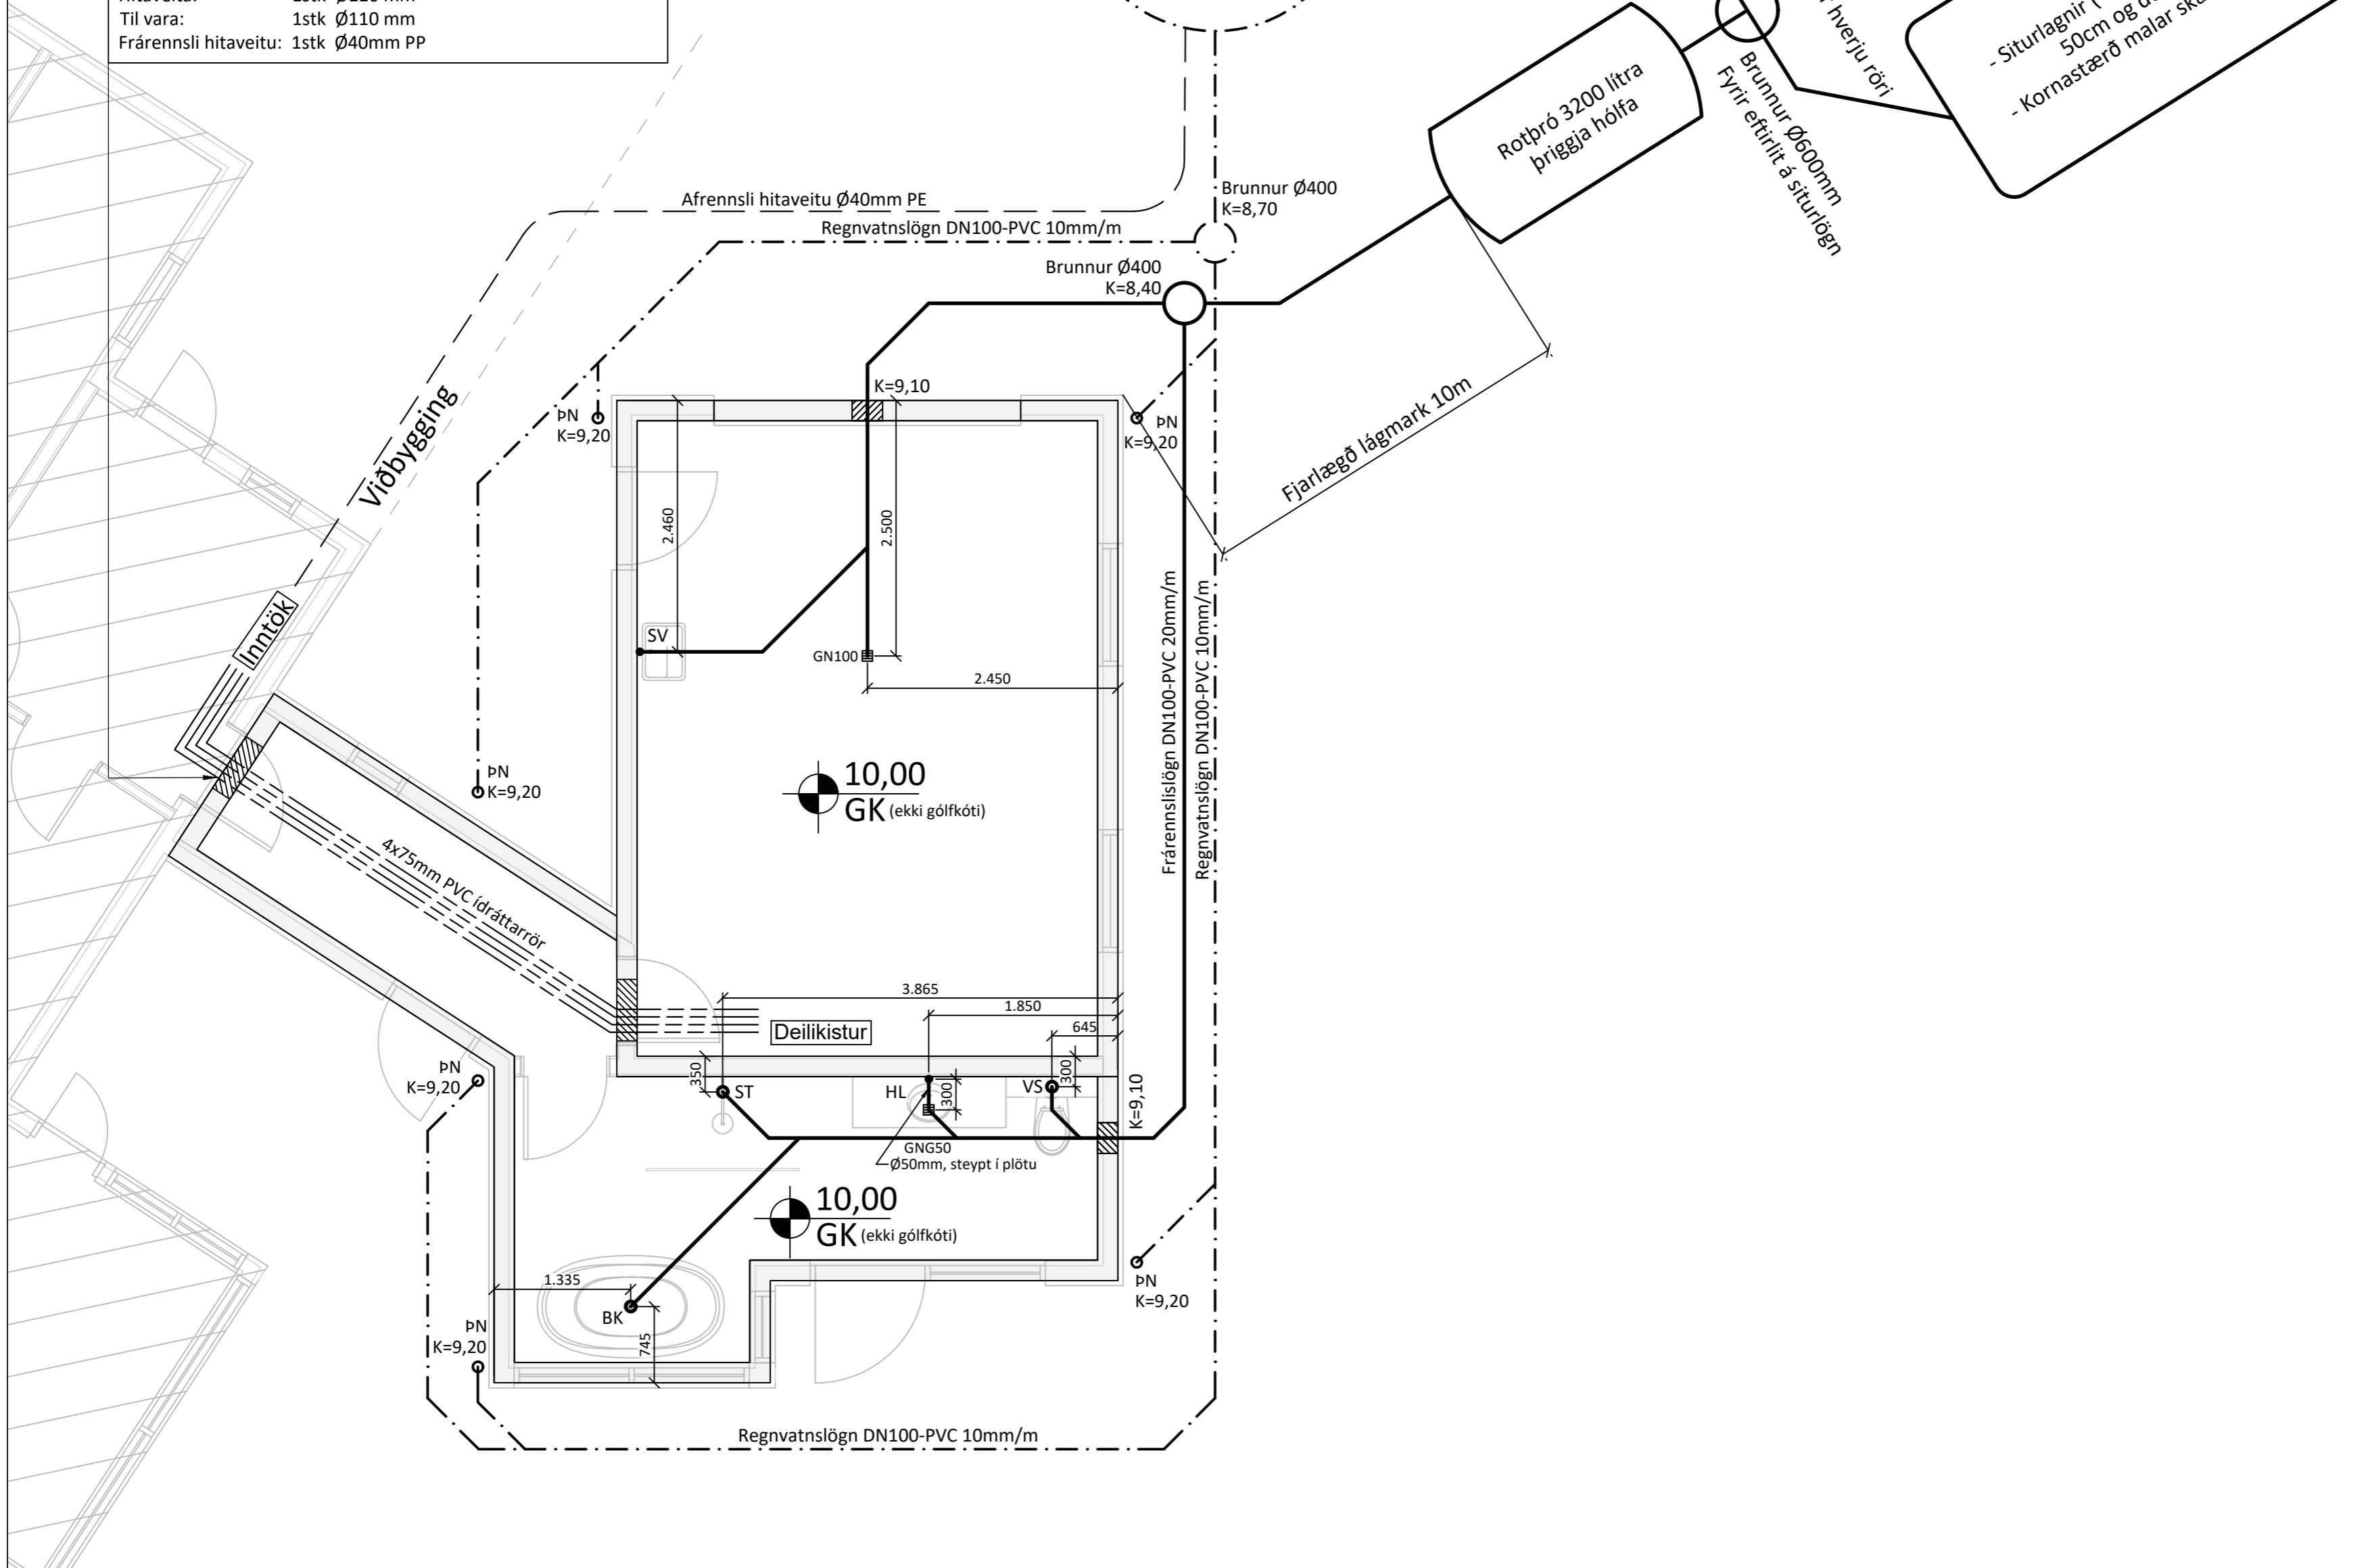 Til vara: 1stk Ø110 mm
Frárennsli hitaveitu: 1stk Ø40mm PP
- Siturlagnir (
50cm og
- Kornastærð malar
hverju röri
Brunnur Ø600mm
Fyrir eftirlit á siturlögn
Rotþró 3200 lítra
þriggja hólfa
Afrennsli hitaveitu Ø40mm PE
Brunnur Ø400
K=8,70
Regnvatnslögn DN100-PVC 10mm/m
Brunnur Ø400
K=8,40
K=9,10
ÞN
K=9,20
ÞN
K=9,20
Fjarlægð lágmark 10m
Viðbygging
2.460
2.500
Inntök
SV
GN100
2.450
Frárennslislögn DN100-PVC 20mm/m
Regnvatnslögn DN100-PVC 10mm/m
10,00
GK (ekki gólfkóti)
ÞN
K=9,20
4x75mm PVC ídráttarrör
3.865
1.850
645
Deilikistur
ÞN
K=9,20
350
ST
HL
300
VS
300
K=9,10
GNG50
Ø50mm, steypt í plötu
10,00
GK (ekki gólfkóti)
1.335
BK
745
ÞN
K=9,20
ÞN
K=9,20
Regnvatnslögn DN100-PVC 10mm/m